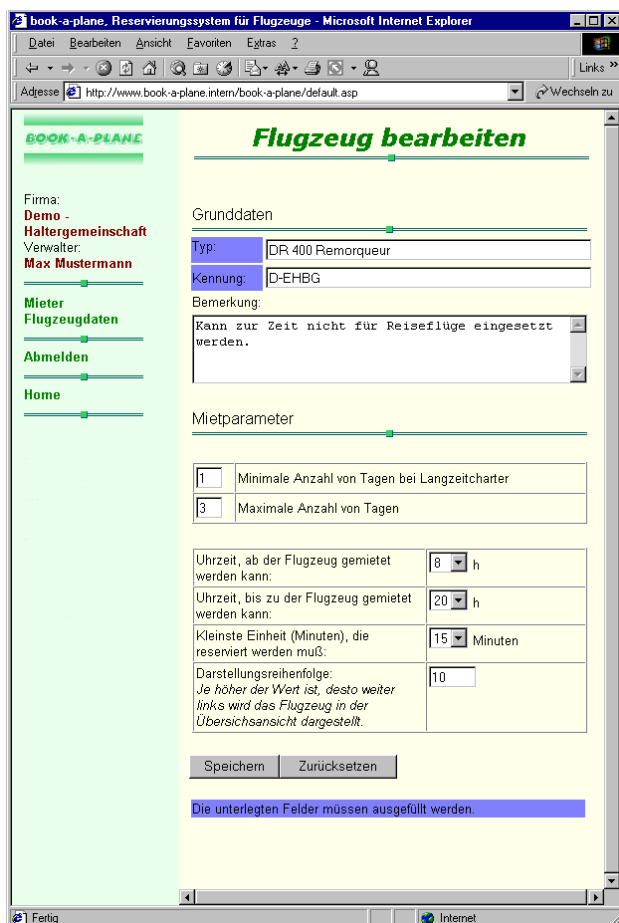 book-a-plane, Reservierungssystem für Flugzeuge - Microsoft Internet Explorer
Datei Bearbeiten Ansicht Favoriten Extras ?
Links »
Adresse http://www.book-a-plane.intern/book-a-plane/default.asp Wechseln zu
BOOK-A-PLANE
Flugzeug bearbeiten
Firma:
Demo -
Haltergemeinschaft
Verwalter:
Max Mustermann
Mieter
Flugzeugdaten
Abmelden
Home
Grunddaten
Typ: DR 400 Remorqueur
Kennung: D-EHBG
Bemerkung:
Kann zur Zeit nicht für Reiseflüge eingesetzt
werden.
Mietparameter
1 Minimale Anzahl von Tagen bei Langzeitcharter
3 Maximale Anzahl von Tagen
Uhrzeit, ab der Flugzeug gemietet
werden kann: 8 h
Uhrzeit, bis zu der Flugzeug gemietet
werden kann: 20 h
Kleinste Einheit (Minuten), die
reserviert werden muß: 15 Minuten
Darstellungsreihenfolge: 10
Je höher der Wert ist, desto weiter
links wird das Flugzeug in der
Übersichsansicht dargestellt.
Speichern Zurücksetzen
Die unterlegten Felder müssen ausgefüllt werden.
Fertig Internet